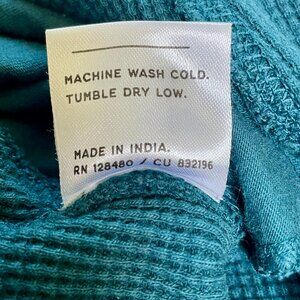 MACHINE WASH COLD.
TUMBLE DRY LOW.
MADE IN INDIA.
RN 128480 / CU 832196